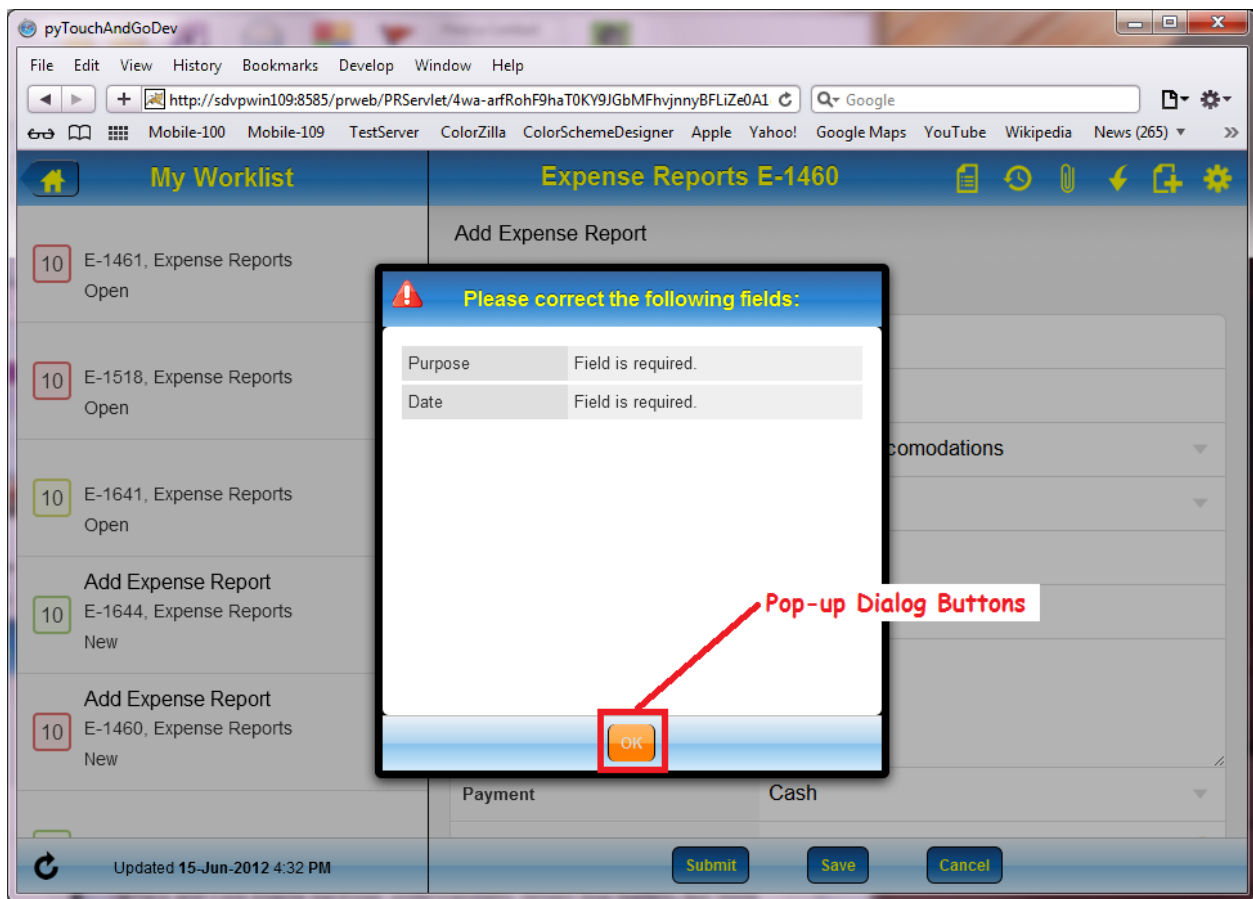 pyTouchAndGoDev
File Edit View History Bookmarks Develop Window Help
http://sdvpwin109:8585/prweb/PRServlet/4wa-arfRohF9haT0KY9JGbMFhvjnnyBFLiZe0A1
Google
Mobile-100 Mobile-109 TestServer ColorZilla ColorSchemeDesigner Apple Yahoo! Google Maps YouTube Wikipedia News (265)
My Worklist
Expense Reports E-1460
Add Expense Report
10 E-1461, Expense Reports
Open
10 E-1518, Expense Reports
Open
10 E-1641, Expense Reports
Open
Add Expense Report
10 E-1644, Expense Reports
New
Add Expense Report
10 E-1460, Expense Reports
New
Please correct the following fields:
Purpose Field is required.
Date Field is required.
comodations
Pop-up Dialog Buttons
OK
Payment Cash
Updated 15-Jun-2012 4:32 PM
Submit Save Cancel